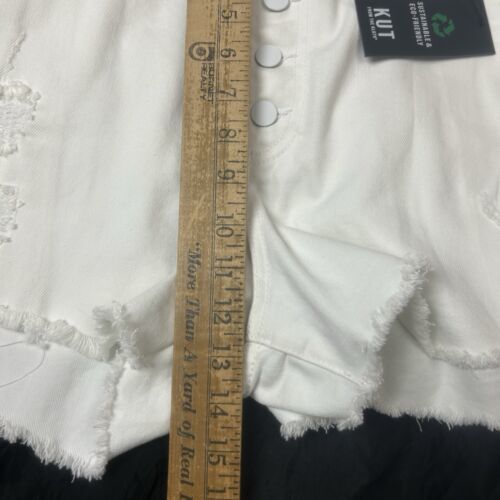 5
6
7
8
9
10
11
12
13
14
15
REALTY
"More Than A Yard of Real
SUSTAINABLE &
ECO-FRIENDLY
KUT
FROM THE KLOTH